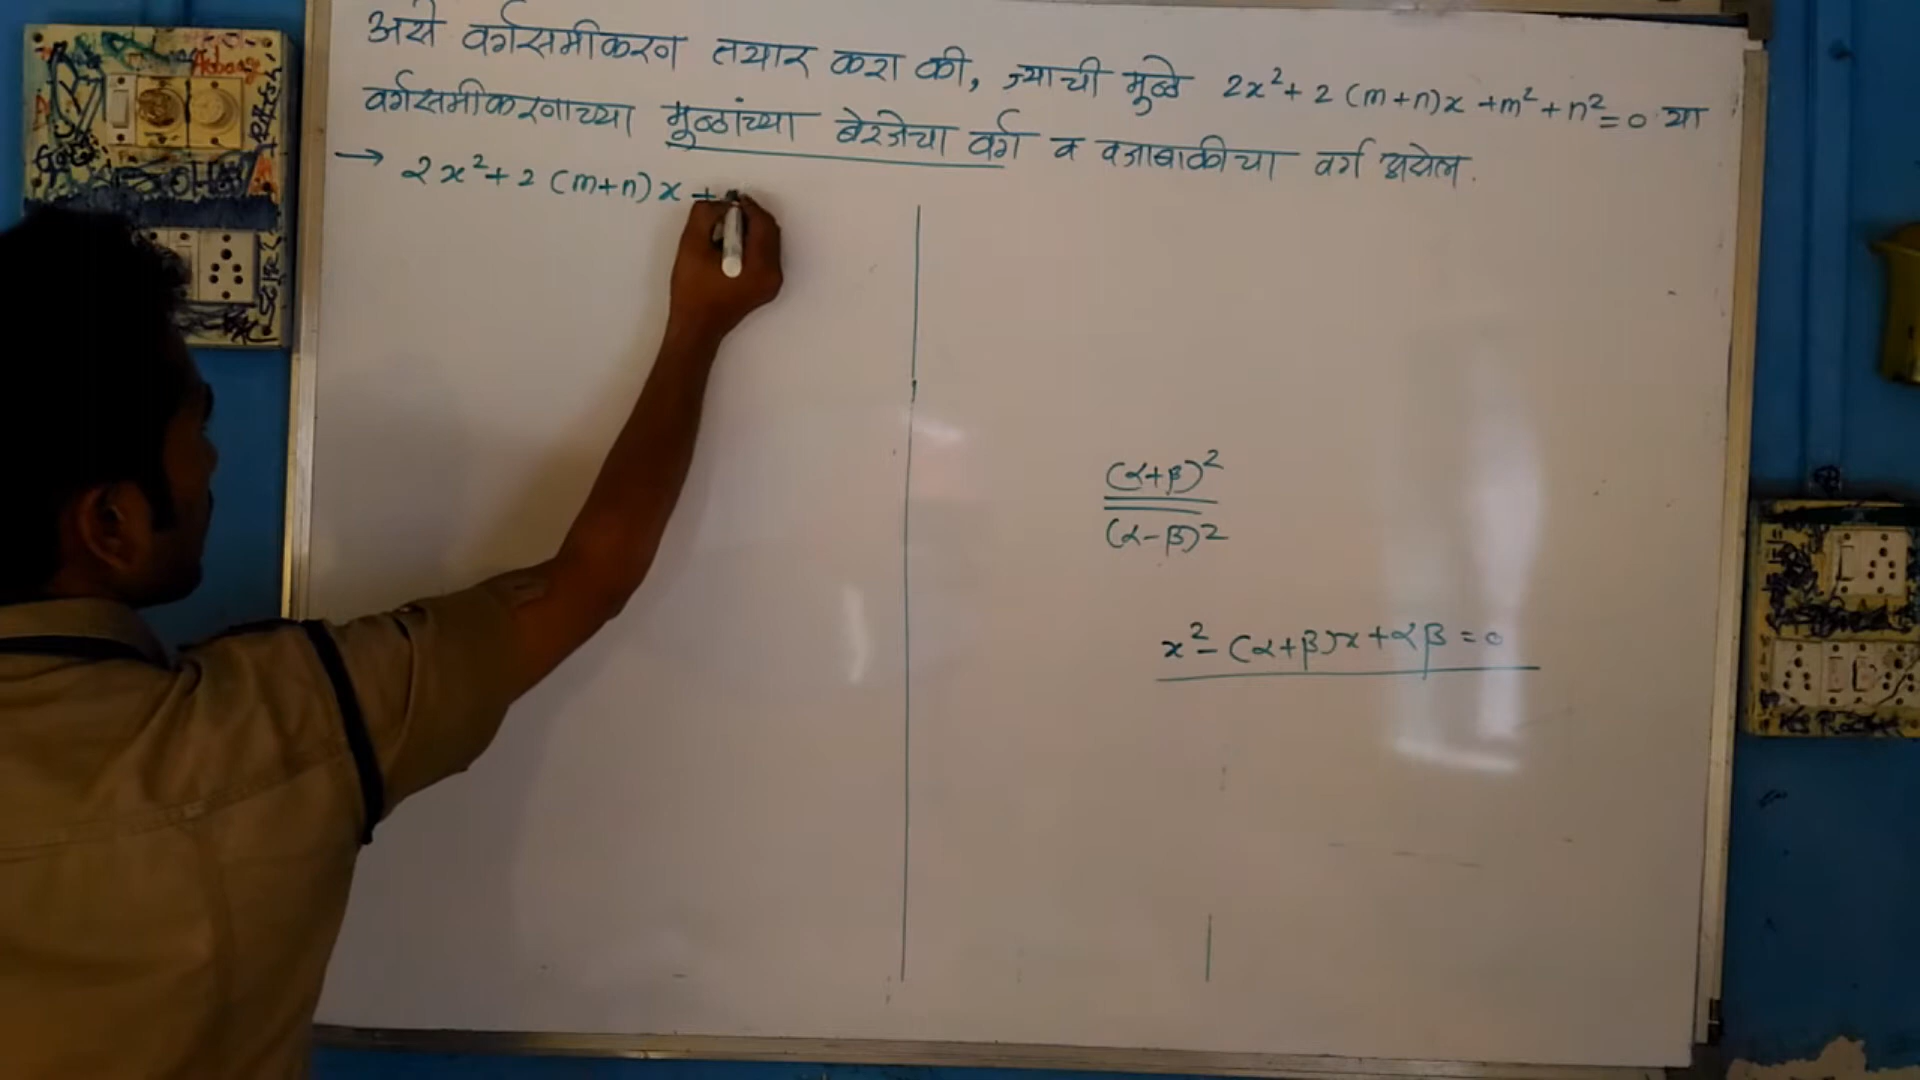 असे वर्गसमीकरण तयार करा की, ज्याची मुळे 2x²+2(m+n)x+m²+n²=0 या
वर्गसमीकरणाच्या मुळांच्या बेरजेचा वर्ग व वजाबाकीचा वर्ग असेल.
→ 2x²+2(m+n)x+
(α+β)²
(α-β)²
x²-(α+β)x+αβ=0